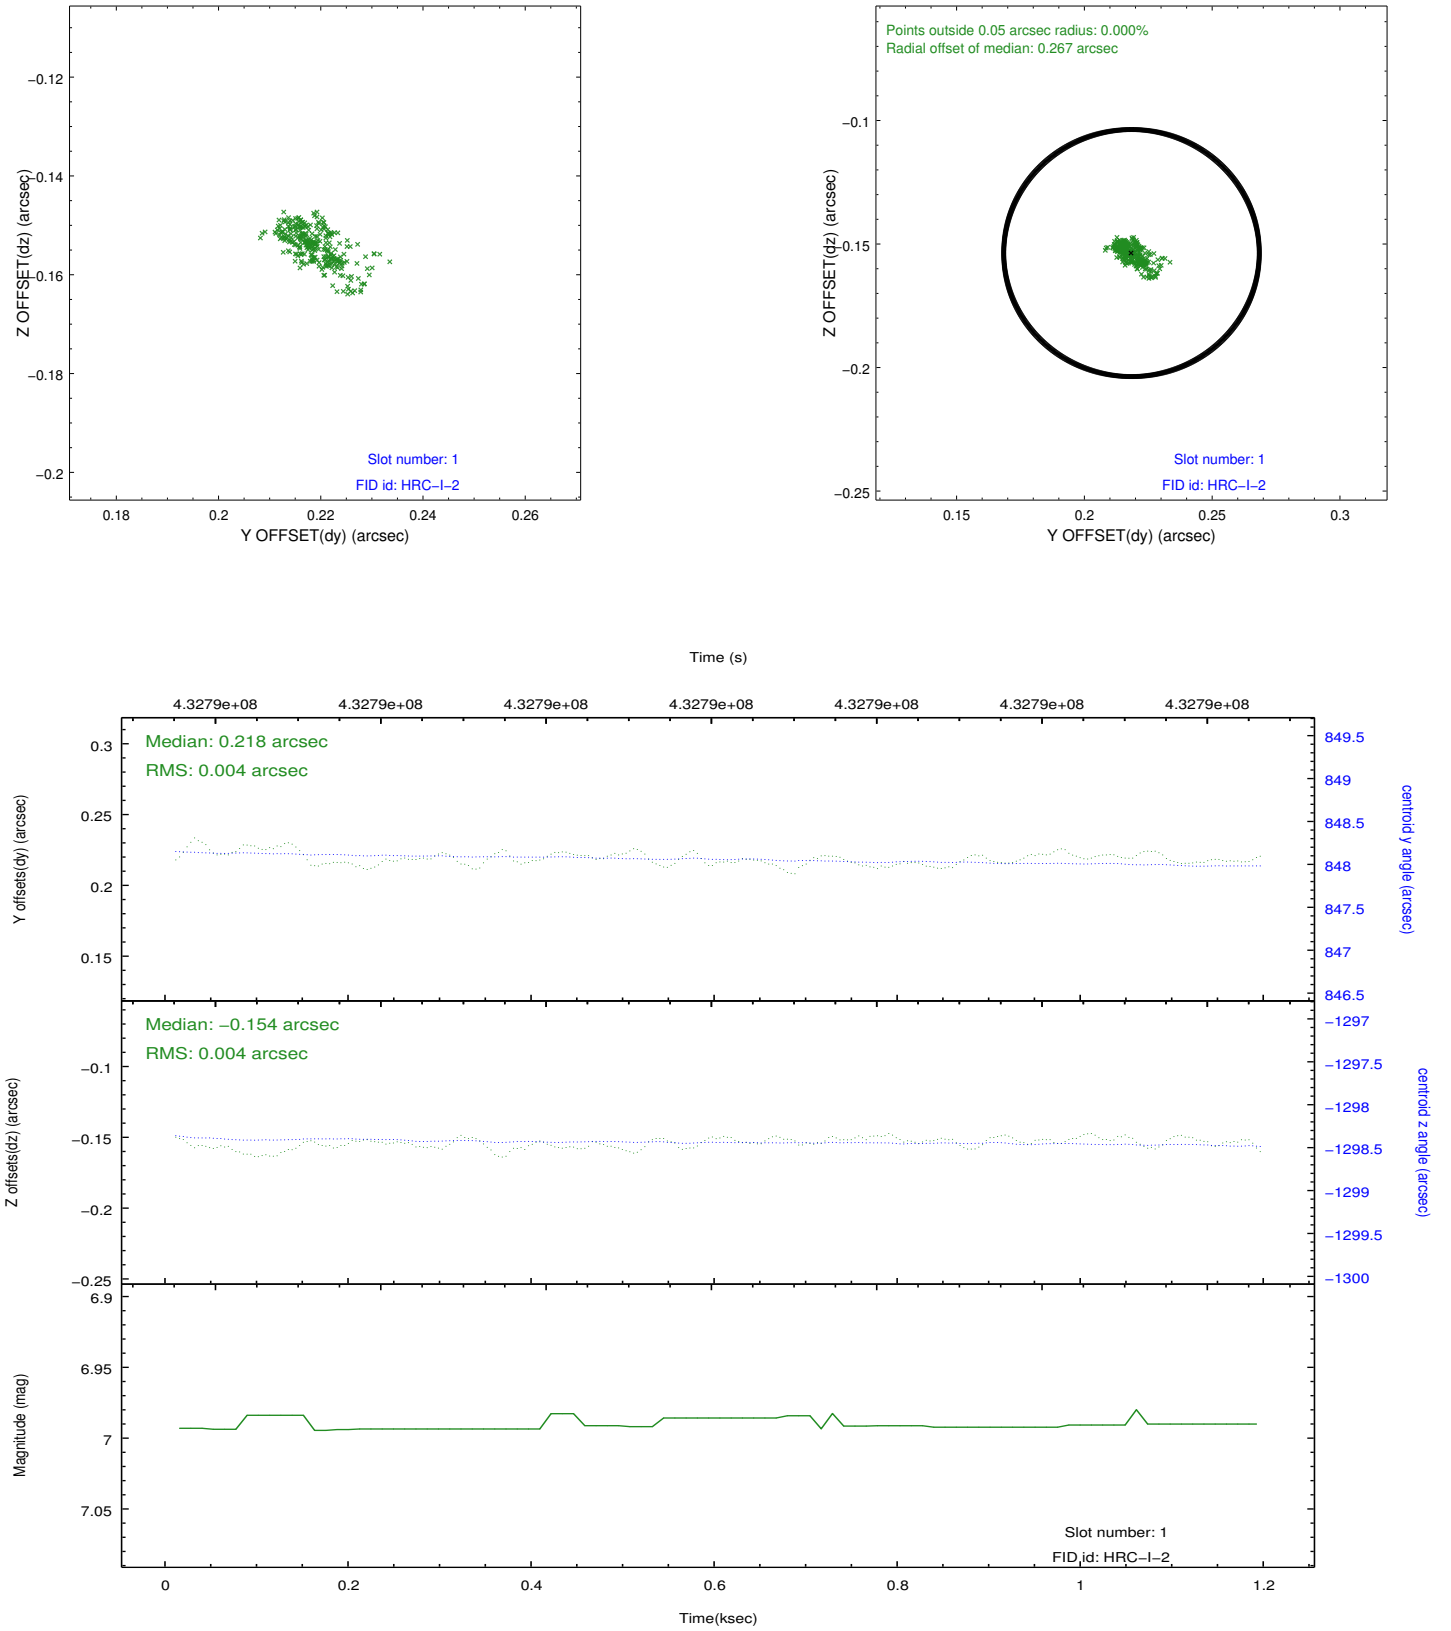 −0.12
−0.14
−0.16
−0.18
−0.2
Z OFFSET(dz) (arcsec)
Slot number: 1
FID id: HRC−I−2
0.18
0.2
0.22
0.24
0.26
Y OFFSET(dy) (arcsec)
Points outside 0.05 arcsec radius: 0.000%
Radial offset of median: 0.267 arcsec
−0.1
−0.15
−0.2
−0.25
Z OFFSET(dz) (arcsec)
Slot number: 1
FID id: HRC−I−2
0.15
0.2
0.25
0.3
Y OFFSET(dy) (arcsec)
Time (s)
4.3279e+08
4.3279e+08
4.3279e+08
4.3279e+08
4.3279e+08
4.3279e+08
4.3279e+08
Median: 0.218 arcsec
RMS: 0.004 arcsec
0.3
0.25
0.2
0.15
Y offsets(dy) (arcsec)
849.5
849
848.5
848
847.5
847
846.5
centroid y angle (arcsec)
Median: −0.154 arcsec
RMS: 0.004 arcsec
−0.1
−0.15
−0.2
−0.25
Z offsets(dz) (arcsec)
−1297
−1297.5
−1298
−1298.5
−1299
−1299.5
−1300
centroid z angle (arcsec)
6.9
6.95
7
7.05
Magnitude (mag)
Slot number: 1
FID id: HRC−I−2
0
0.2
0.4
0.6
0.8
1
1.2
Time(ksec)